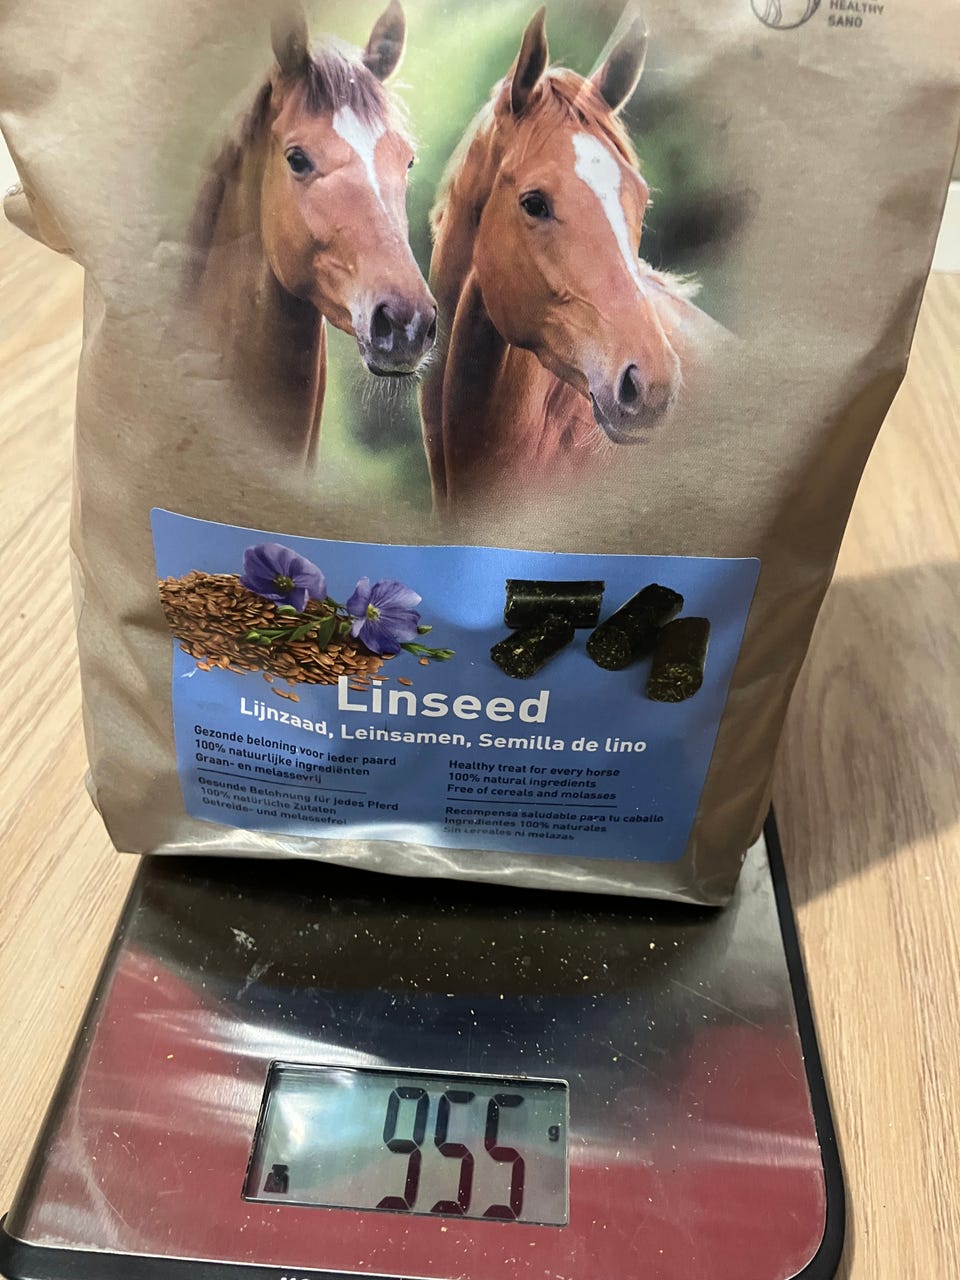 HEALTHY
SANO
Linseed
Lijnzaad, Leinsamen, Semilla de lino
Gezonde beloning voor ieder paard
100% natuurlijke ingrediënten
Graan- en melassevrij
Gesunde Belohnung für jedes Pferd
100% natürliche Zutaten
Getreide- und melassefrei
Healthy treat for every horse
100% natural ingredients
Free of cereals and molasses
Recompensa saludable para tu caballo
Ingredientes 100% naturales
Sin cereales ni melazas
955 g